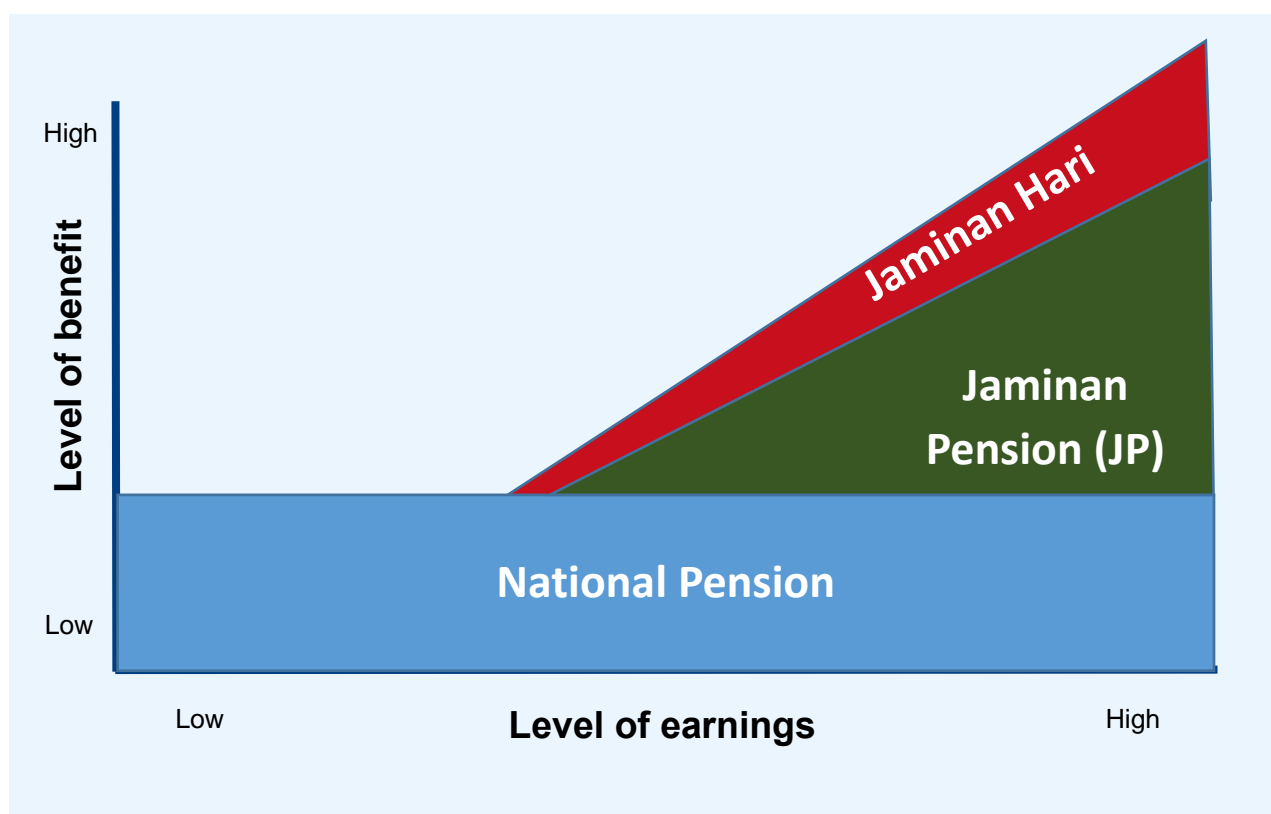 High
Level of benefit
Low
Jaminan Hari
Jaminan
Pension (JP)
National Pension
Low
Level of earnings
High